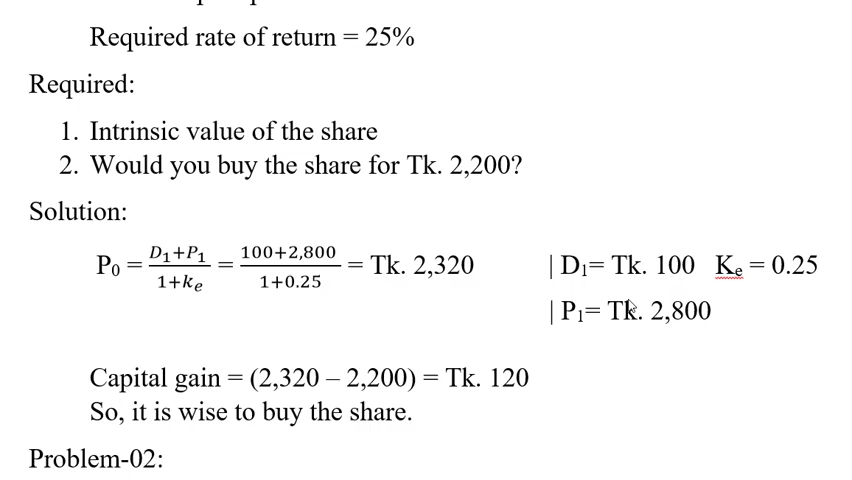 Required rate of return = 25%
Required:
1. Intrinsic value of the share
2. Would you buy the share for Tk. 2,200?
Solution:
P₀ = (D₁+P₁)/(1+kₑ) = (100+2,800)/(1+0.25) = Tk. 2,320 | D₁= Tk. 100 Kₑ = 0.25
| P₁= Tk. 2,800
Capital gain = (2,320 – 2,200) = Tk. 120
So, it is wise to buy the share.
Problem-02: